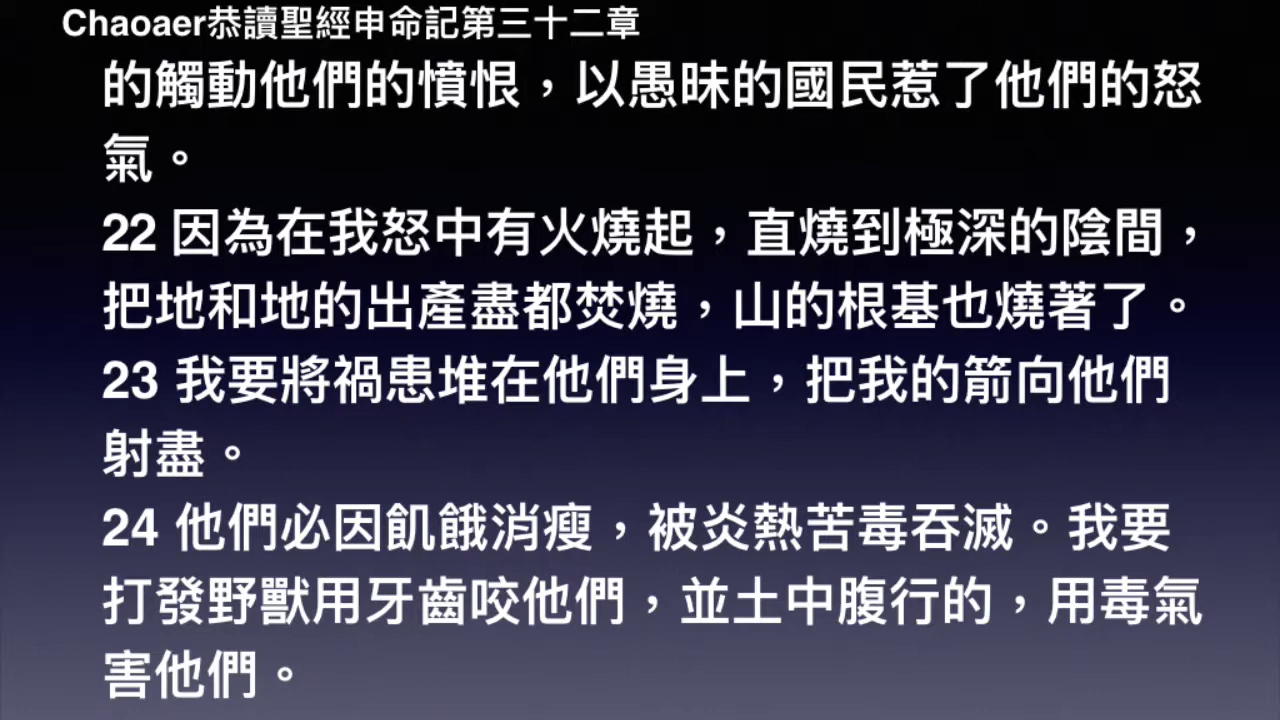 Chaoaer恭讀聖經申命記第三十二章
的觸動他們的憤恨，以愚昧的國民惹了他們的怒
氣。
22 因為在我怒中有火燒起，直燒到極深的陰間，
把地和地的出產盡都焚燒，山的根基也燒著了。
23 我要將禍患堆在他們身上，把我的箭向他們
射盡。
24 他們必因飢餓消瘦，被炎熱苦毒吞滅。我要
打發野獸用牙齒咬他們，並土中腹行的，用毒氣
害他們。